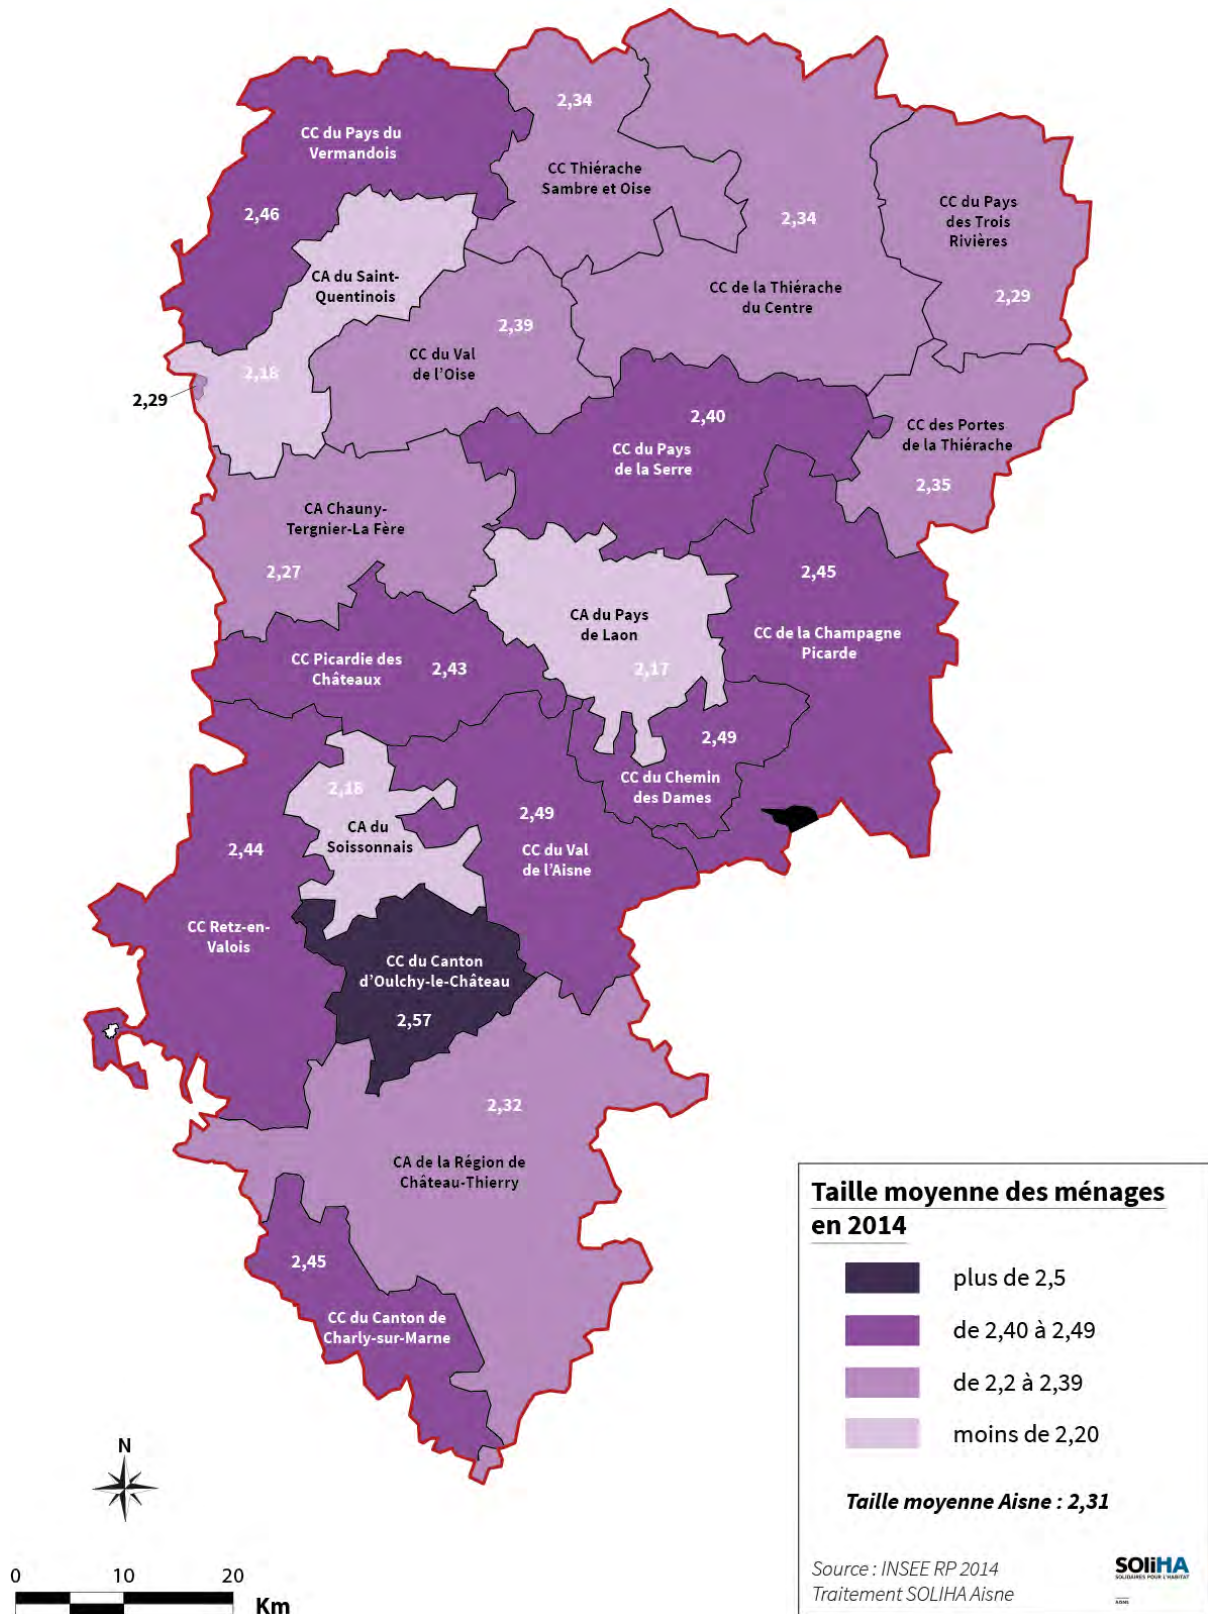 2,34
CC du Pays du
Vermandois
CC Thiérache
Sambre et Oise
2,46
2,34
CC du Pays
des Trois
Rivières
CA du Saint-
Quentinois
CC de la Thiérache
du Centre
2,29
2,39
CC du Val
de l'Oise
2,18
2,29
2,40
CC du Pays
de la Serre
CC des Portes
de la Thiérache
2,35
CA Chauny-
Tergnier-La Fère
2,27
2,45
CA du Pays
de Laon
CC de la Champagne
Picarde
CC Picardie des
Châteaux
2,43
2,17
2,49
CC du Chemin
des Dames
2,18
CA du
Soissonnais
2,49
CC du Val
de l'Aisne
2,44
CC Retz-en-
Valois
CC du Canton
d'Oulchy-le-Château
2,57
2,32
CA de la Région de
Château-Thierry
2,45
CC du Canton de
Charly-sur-Marne
Taille moyenne des ménages
en 2014
plus de 2,5
de 2,40 à 2,49
de 2,2 à 2,39
moins de 2,20
Taille moyenne Aisne : 2,31
Source : INSEE RP 2014
Traitement SOLIHA Aisne
SOLiHA
SOLIDAIRES POUR L'HABITAT
AISNE
N
0 10 20
Km